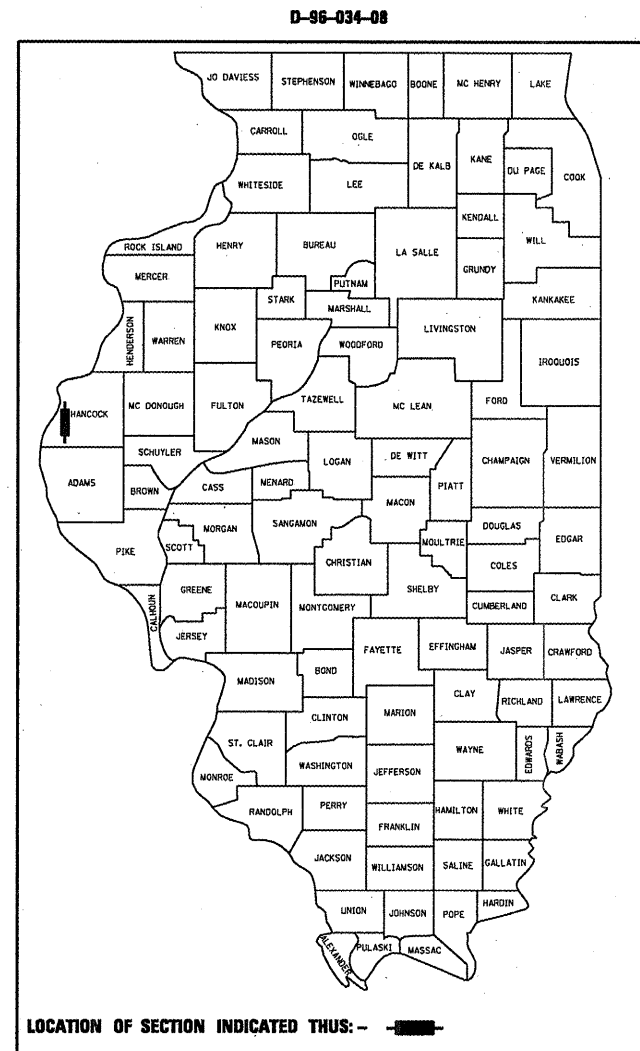 D-96-034-08
JO DAVIESS STEPHENSON WINNEBAGO BOONE MC HENRY LAKE
CARROLL OGLE DE KALB KANE DU PAGE COOK
WHITESIDE LEE
KENDALL WILL
ROCK ISLAND HENRY BUREAU LA SALLE GRUNDY
MERCER PUTNAM
STARK MARSHALL KANKAKEE
HENDERSON WARREN KNOX PEORIA WOODFORD LIVINGSTON IROQUOIS
HANCOCK MC DONOUGH FULTON TAZEWELL MC LEAN FORD
MASON
SCHUYLER LOGAN DE WITT CHAMPAIGN VERMILION
ADAMS BROWN CASS MENARD MACON PIATT
MORGAN SANGAMON DOUGLAS EDGAR
PIKE SCOTT CHRISTIAN MOULTRIE COLES
GREENE MACOUPIN MONTGOMERY SHELBY CUMBERLAND CLARK
CALHOUN JERSEY FAYETTE EFFINGHAM JASPER CRAWFORD
MADISON BOND
CLAY RICHLAND LAWRENCE
CLINTON MARION
ST. CLAIR WAYNE EDWARDS WABASH
WASHINGTON JEFFERSON
MONROE
RANDOLPH PERRY HAMILTON WHITE
FRANKLIN
JACKSON WILLIAMSON SALINE GALLATIN
HARDIN
UNION JOHNSON POPE
ALEXANDER PULASKI MASSAC
LOCATION OF SECTION INDICATED THUS: -